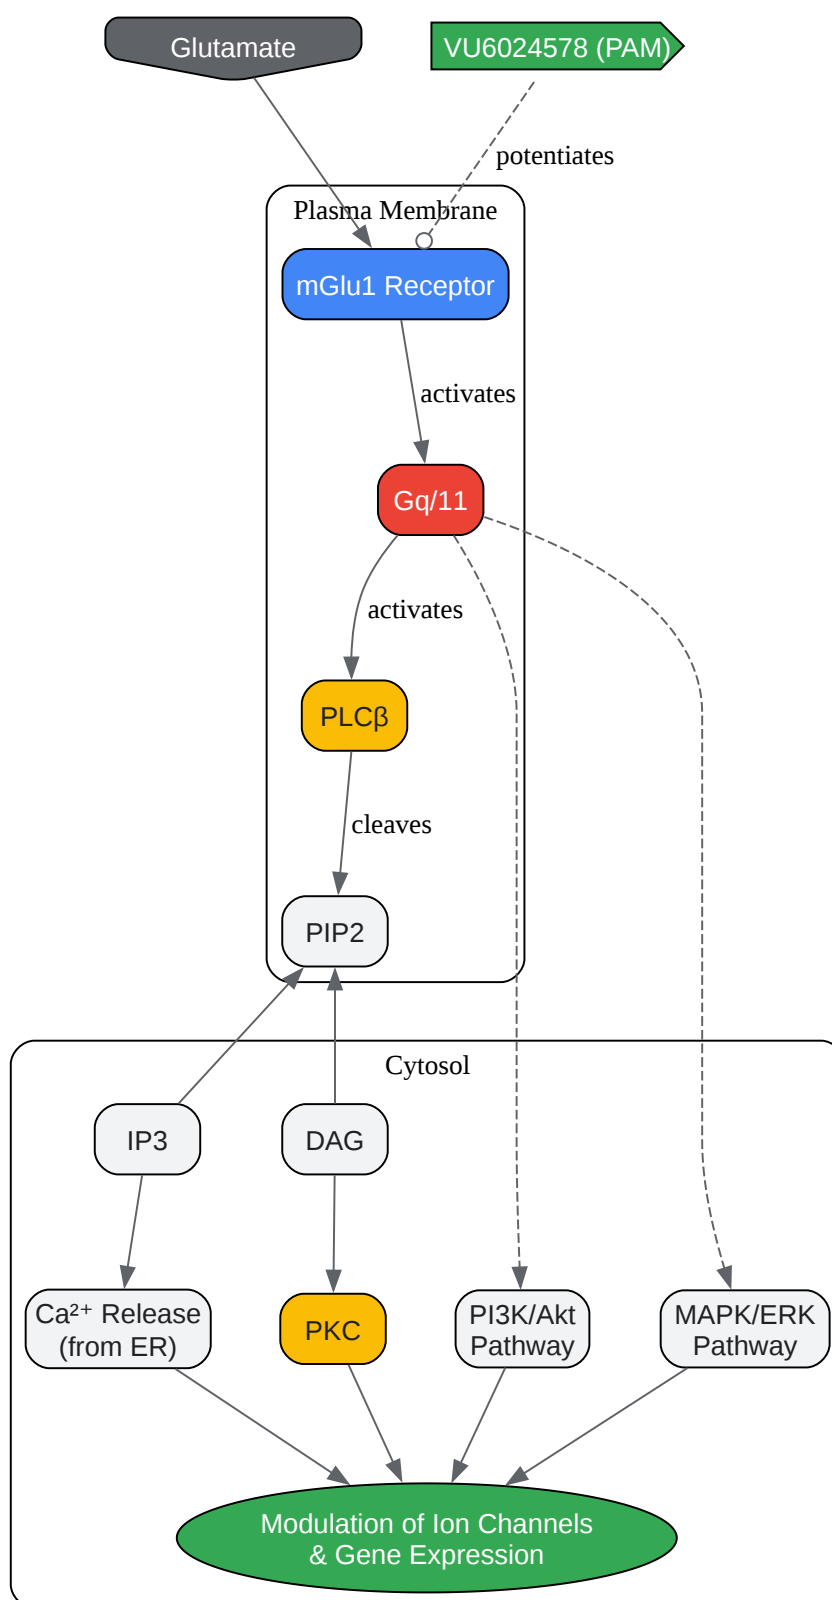 Glutamate
VU6024578 (PAM)
potentiates
Plasma Membrane
mGlu1 Receptor
activates
Gq/11
activates
PLCβ
cleaves
PIP2
Cytosol
IP3
DAG
Ca²⁺ Release
(from ER)
PKC
PI3K/Akt
Pathway
MAPK/ERK
Pathway
Modulation of Ion Channels
& Gene Expression